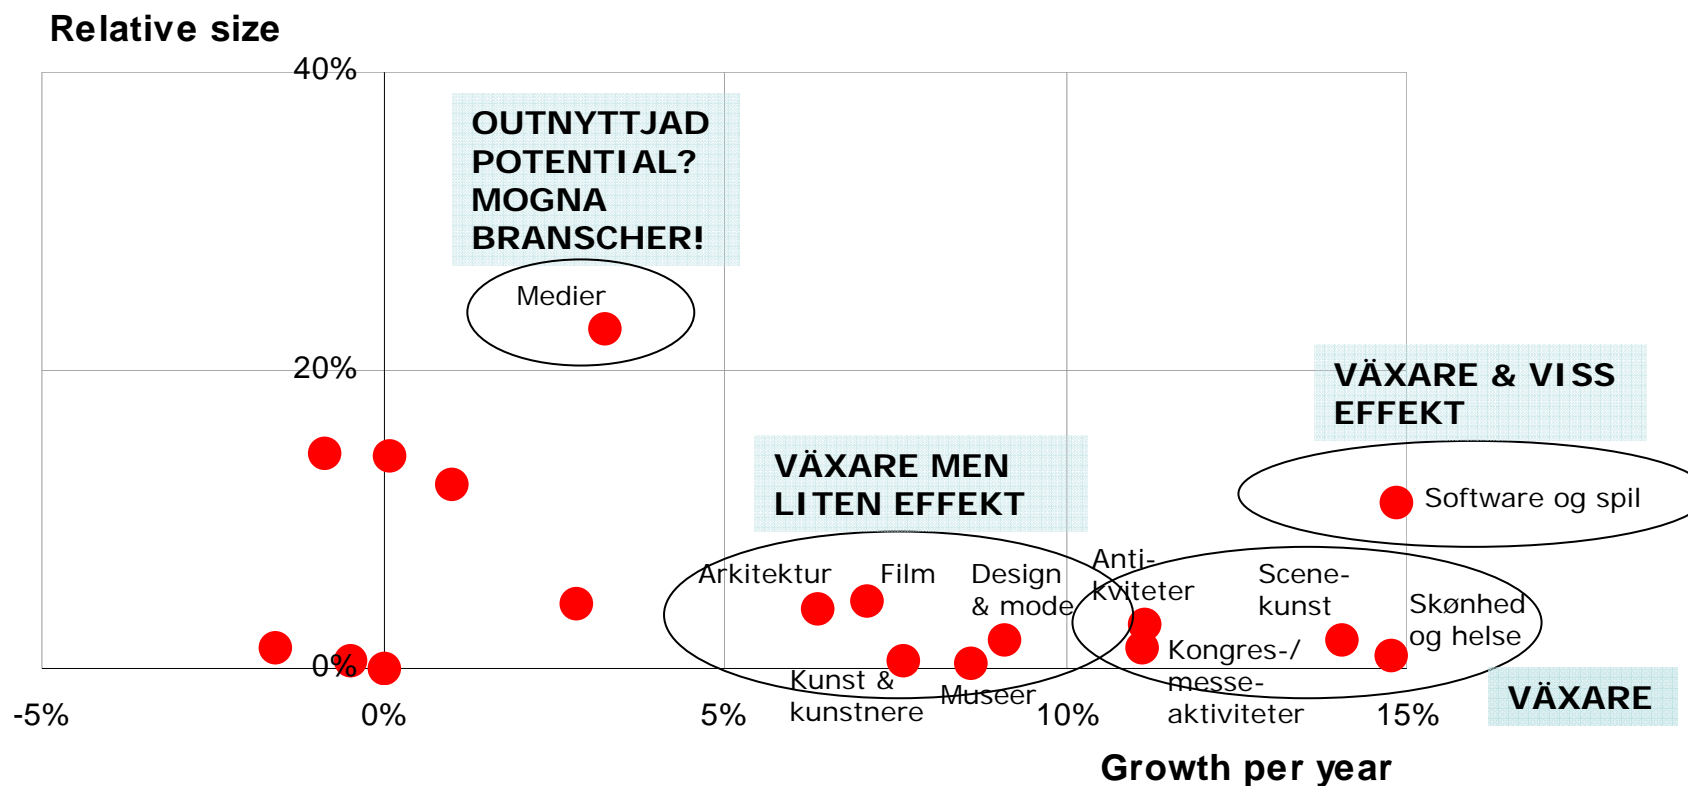 Relative size
40%
OUTNYTTJAD
POTENTIAL?
MOGNA
BRANSCHER!
Medier
20%
VÄXARE & VISS
EFFEKT
VÄXARE MEN
LITEN EFFEKT
Software og spil
Arkitektur
Film
Design
& mode
Anti-
kviteter
Scene-
kunst
Skønhed
og helse
0%
Kunst &
kunstnere
Museer
Kongres-/
messe-
aktiviteter
VÄXARE
-5%
0%
5%
10%
15%
Growth per year